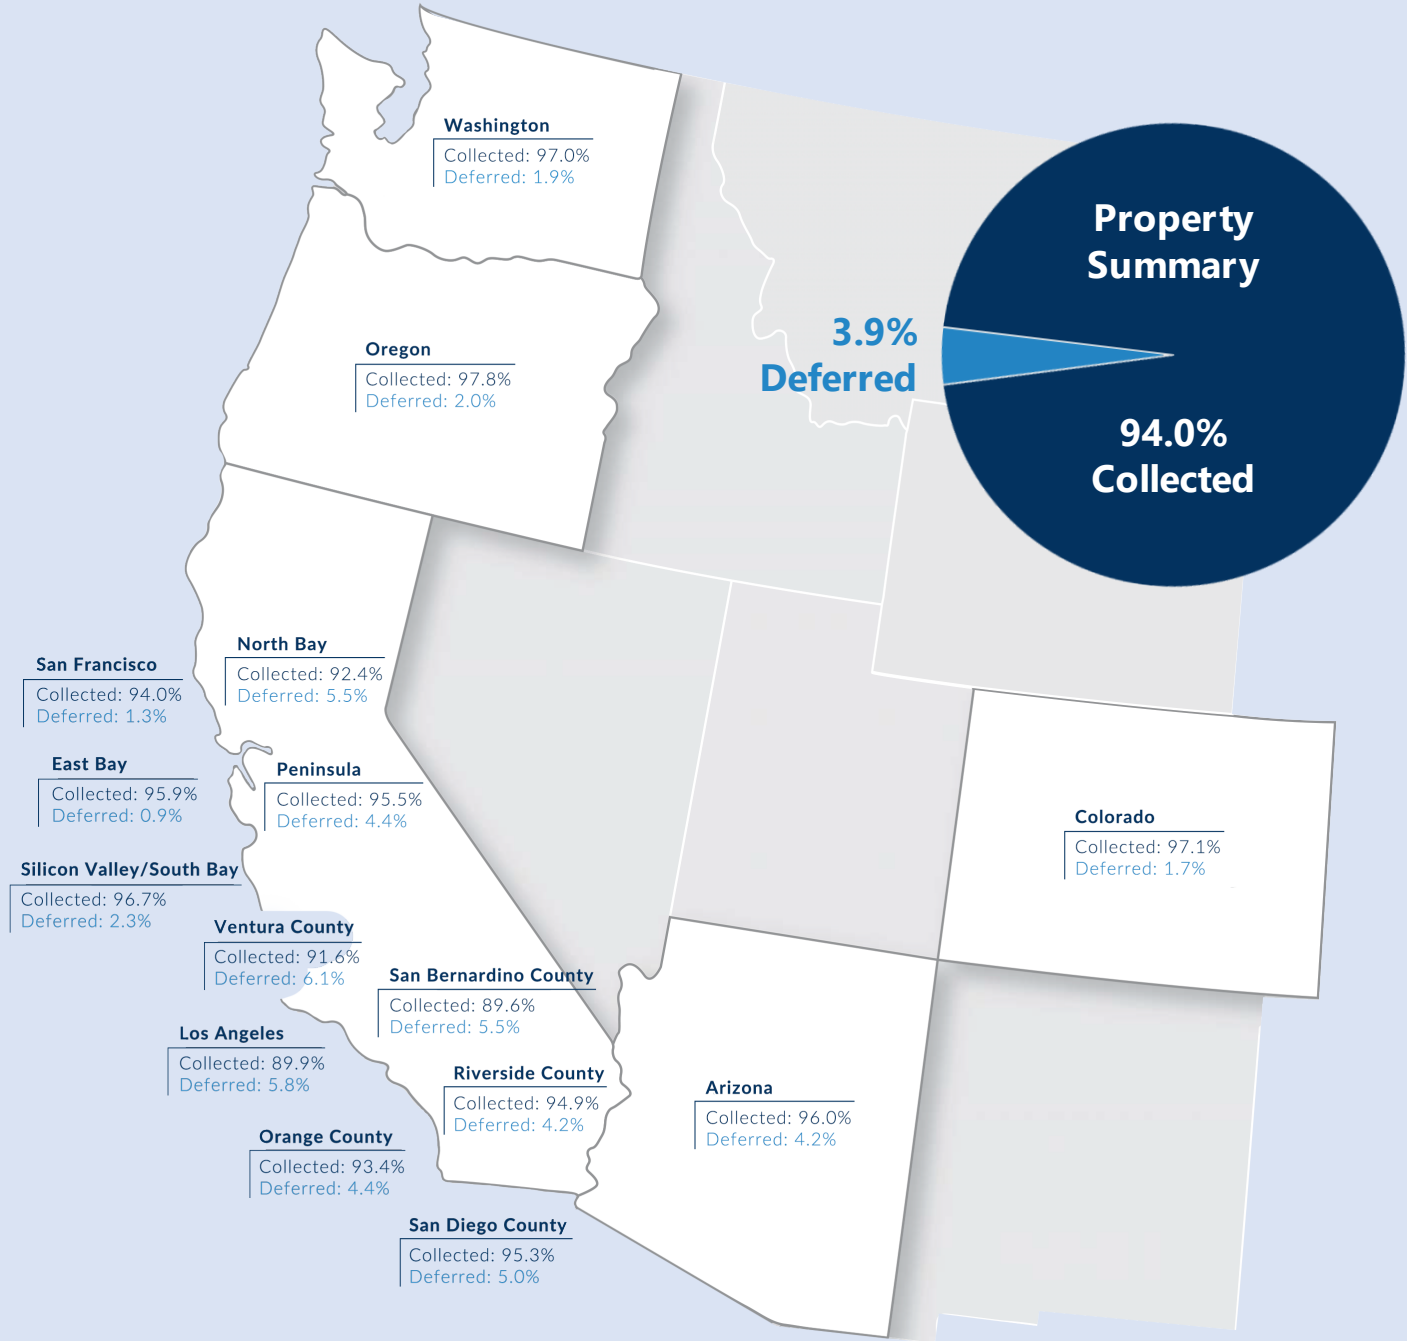 Washington
Collected: 97.0%
Deferred: 1.9%
Property
Summary
3.9%
Deferred
94.0%
Collected
Oregon
Collected: 97.8%
Deferred: 2.0%
North Bay
Collected: 92.4%
Deferred: 5.5%
San Francisco
Collected: 94.0%
Deferred: 1.3%
East Bay
Collected: 95.9%
Deferred: 0.9%
Peninsula
Collected: 95.5%
Deferred: 4.4%
Colorado
Collected: 97.1%
Deferred: 1.7%
Silicon Valley/South Bay
Collected: 96.7%
Deferred: 2.3%
Ventura County
Collected: 91.6%
Deferred: 6.1%
San Bernardino County
Collected: 89.6%
Deferred: 5.5%
Los Angeles
Collected: 89.9%
Deferred: 5.8%
Riverside County
Collected: 94.9%
Deferred: 4.2%
Arizona
Collected: 96.0%
Deferred: 4.2%
Orange County
Collected: 93.4%
Deferred: 4.4%
San Diego County
Collected: 95.3%
Deferred: 5.0%